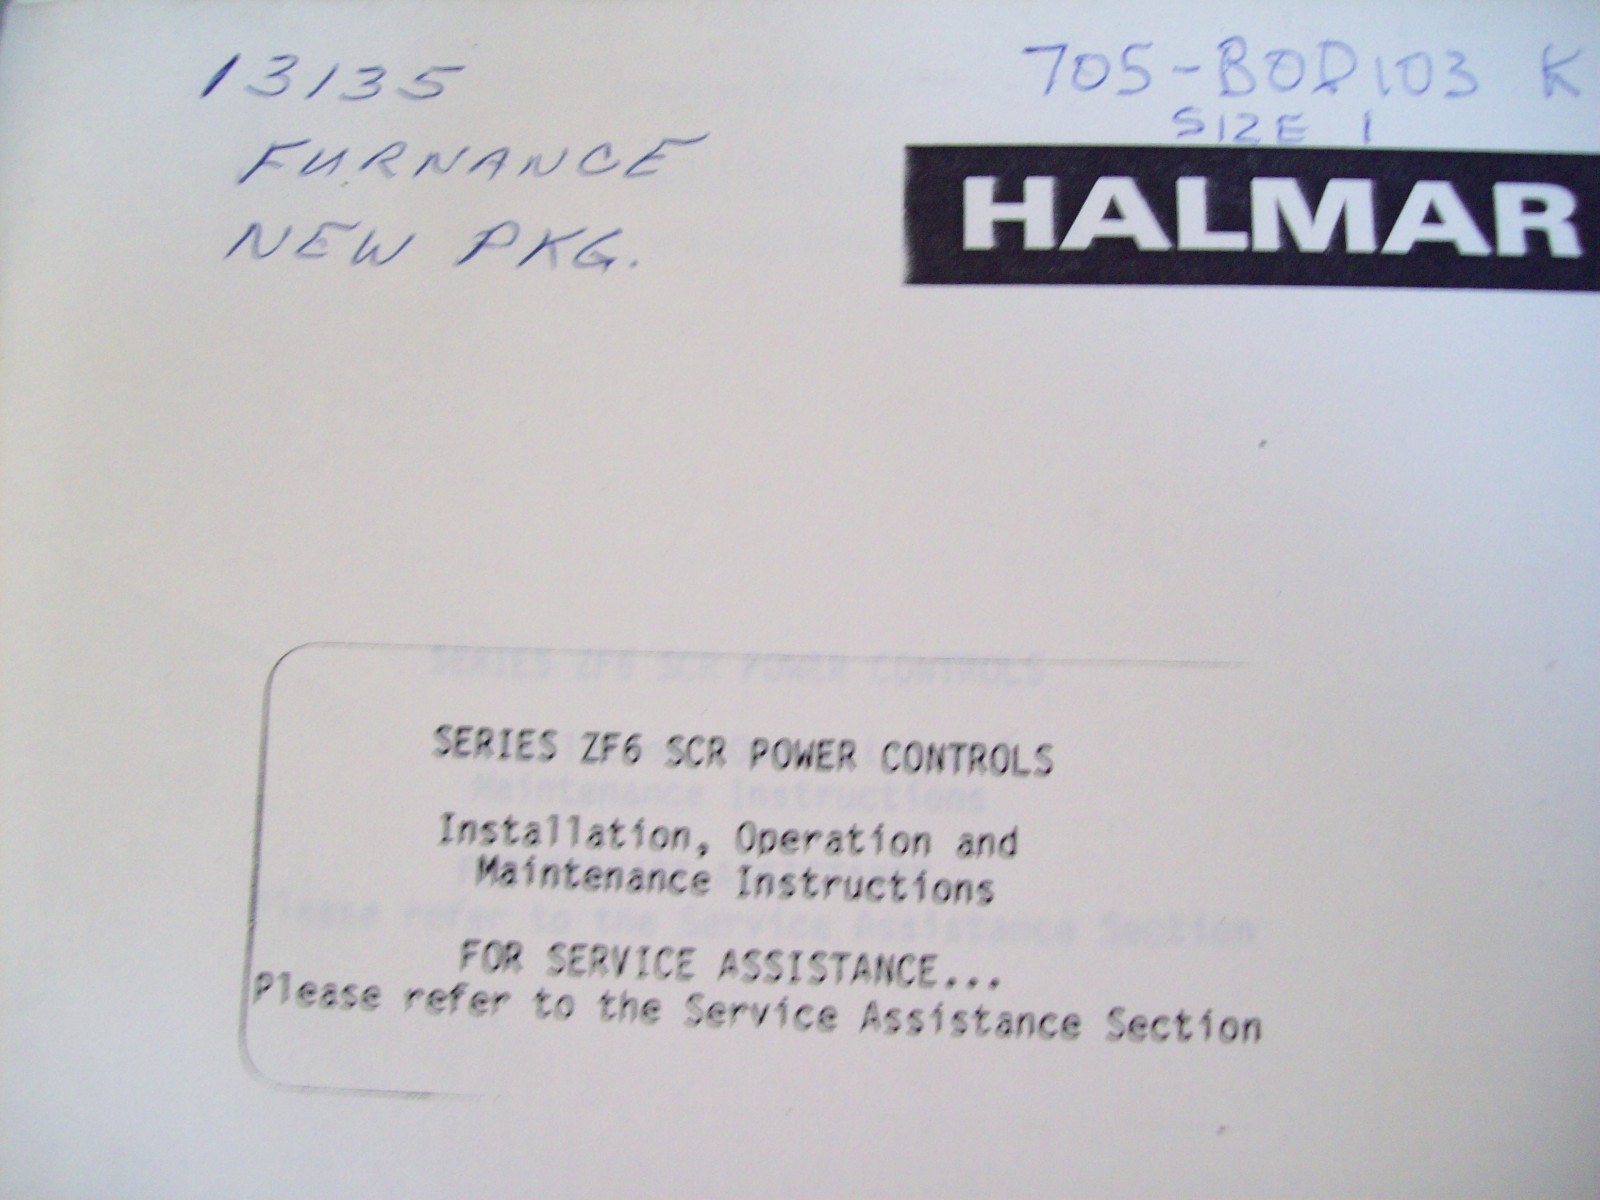 13135
FURNANCE
NEW PKG.
705-BOD103 K
SIZE 1
HALMAR
SERIES ZF6 SCR POWER CONTROLS
Installation, Operation and
Maintenance Instructions
FOR SERVICE ASSISTANCE...
Please refer to the Service Assistance Section